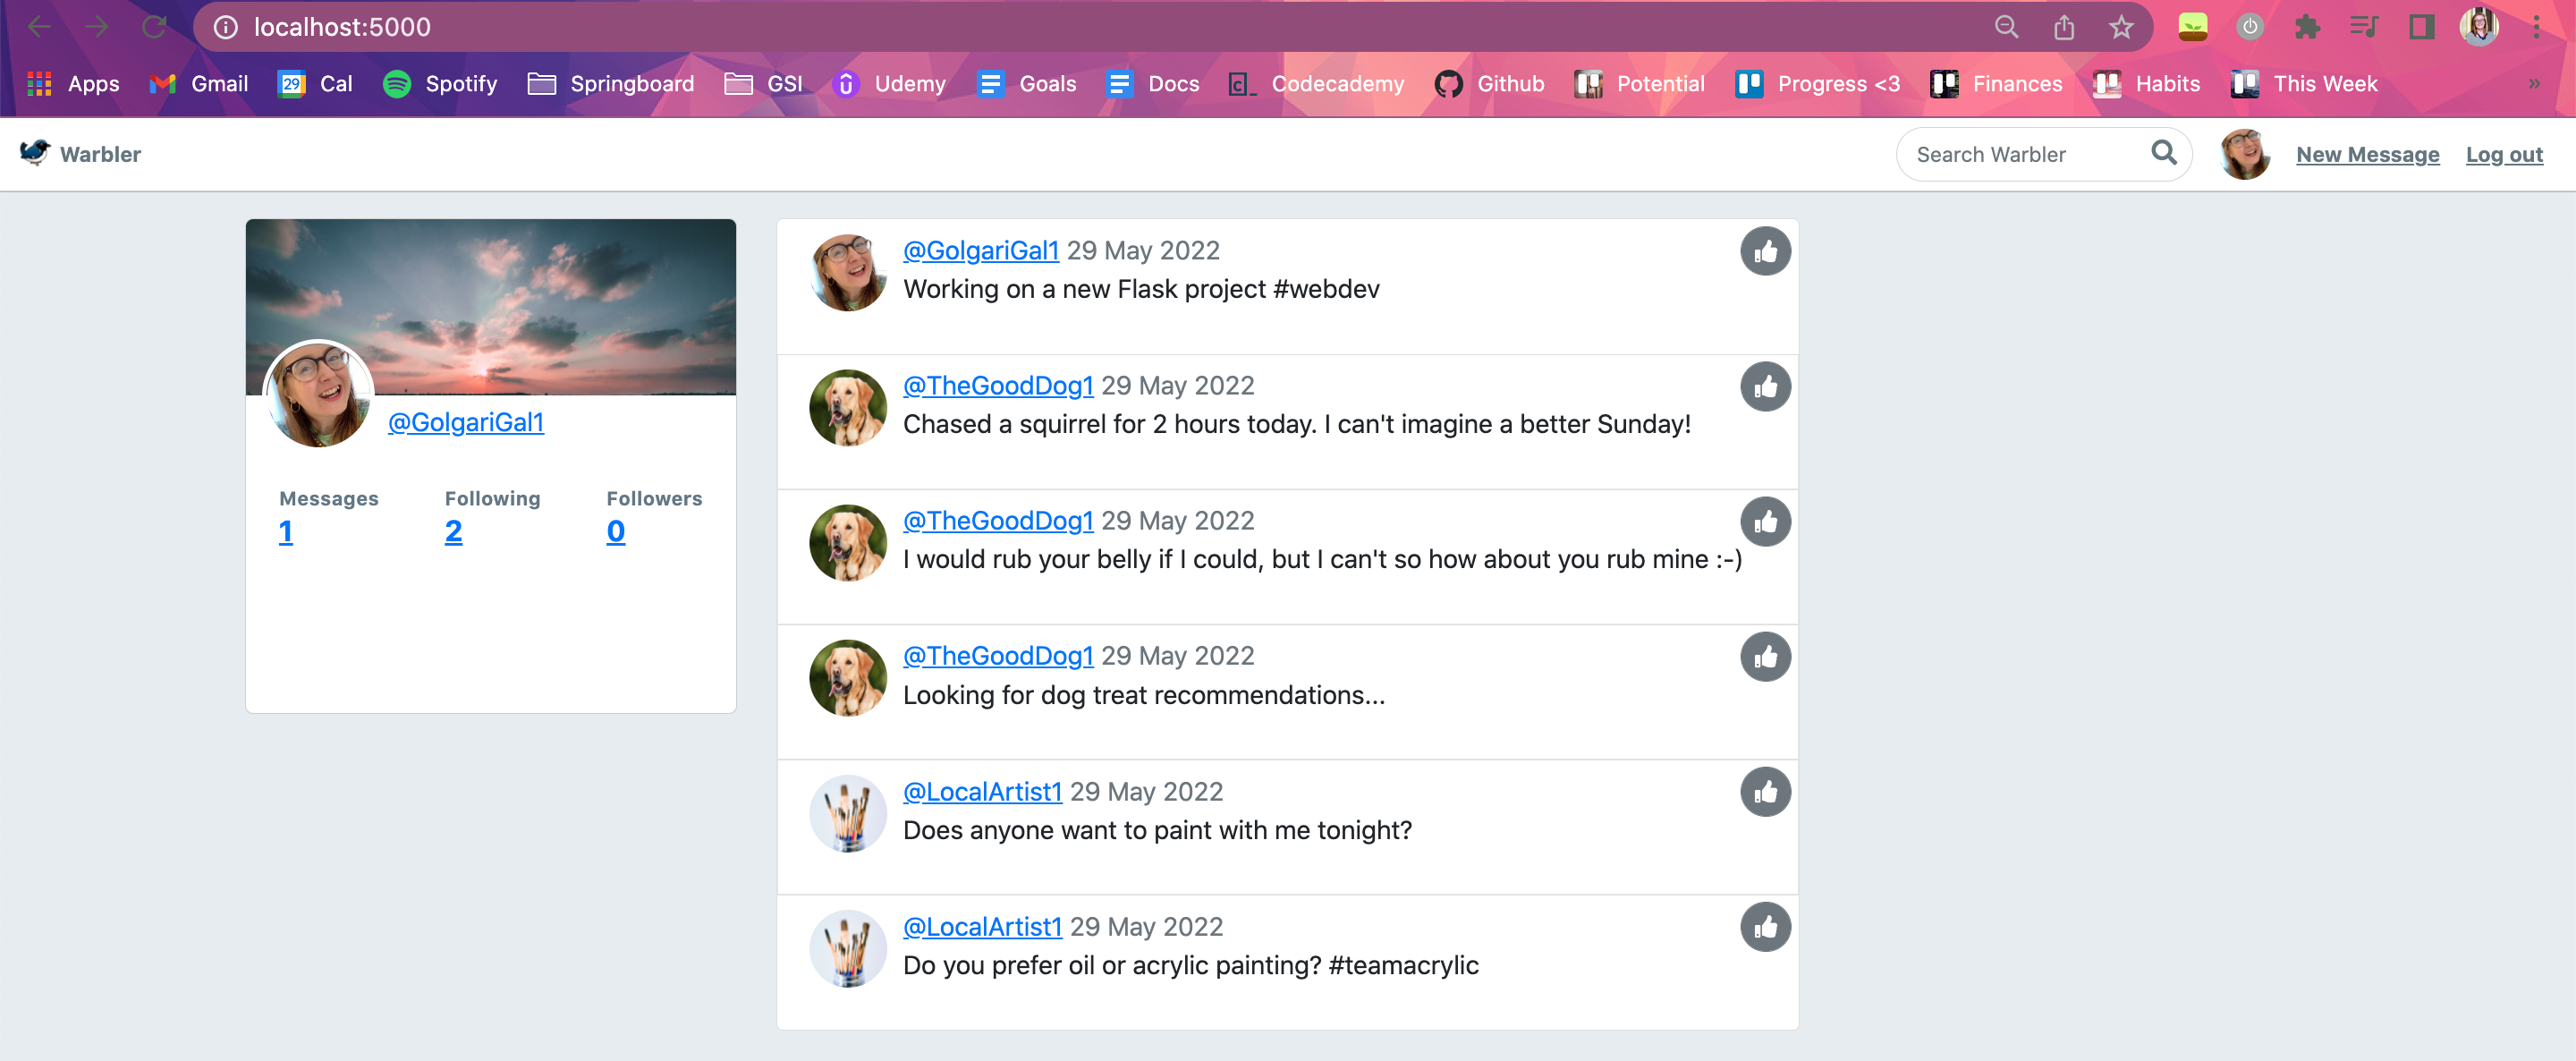 localhost:5000
Apps Gmail 29 Cal Spotify Springboard GSI Udemy Goals Docs Codecademy Github Potential Progress <3 Finances Habits This Week »
Warbler Search Warbler New Message Log out
@GolgariGal1
Messages Following Followers
1 2 0
@GolgariGal1 29 May 2022
Working on a new Flask project #webdev
@TheGoodDog1 29 May 2022
Chased a squirrel for 2 hours today. I can't imagine a better Sunday!
@TheGoodDog1 29 May 2022
I would rub your belly if I could, but I can't so how about you rub mine :-)
@TheGoodDog1 29 May 2022
Looking for dog treat recommendations...
@LocalArtist1 29 May 2022
Does anyone want to paint with me tonight?
@LocalArtist1 29 May 2022
Do you prefer oil or acrylic painting? #teamacrylic